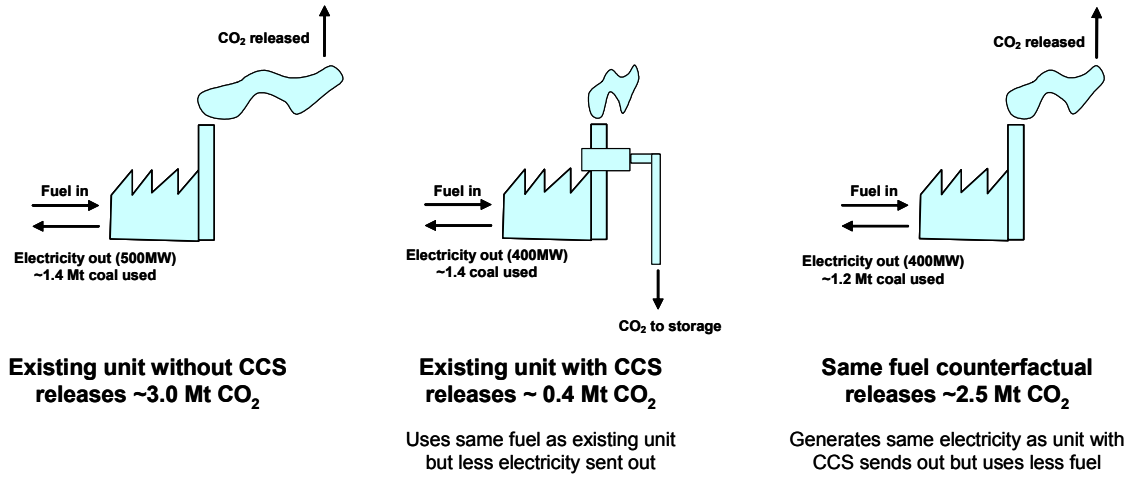 CO₂ released
Fuel in
Electricity out (500MW)
~1.4 Mt coal used
Existing unit without CCS
releases ~3.0 Mt CO₂
Fuel in
Electricity out (400MW)
~1.4 coal used
CO₂ to storage
Existing unit with CCS
releases ~ 0.4 Mt CO₂
Uses same fuel as existing unit
but less electricity sent out
CO₂ released
Fuel in
Electricity out (400MW)
~1.2 Mt coal used
Same fuel counterfactual
releases ~2.5 Mt CO₂
Generates same electricity as unit with
CCS sends out but uses less fuel